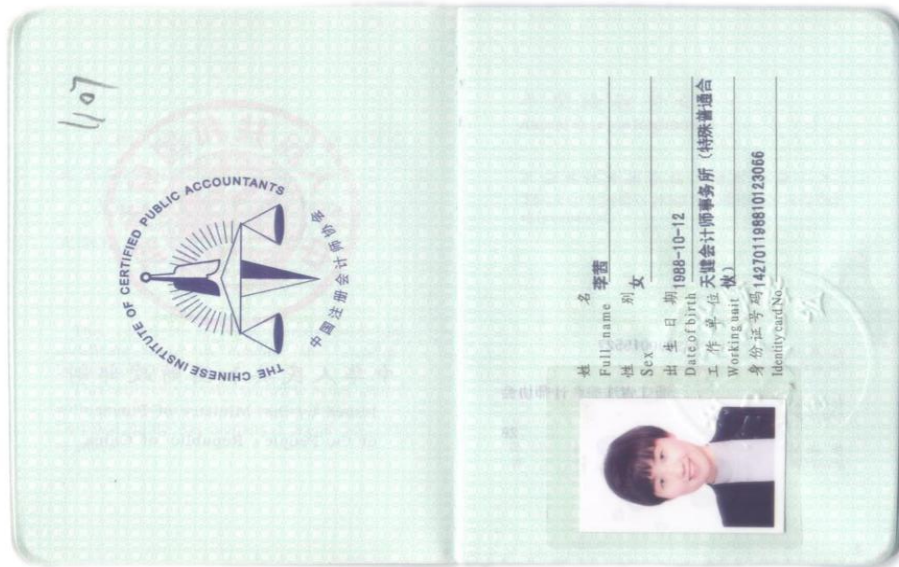 1107
THE CHINESE INSTITUTE OF CERTIFIED PUBLIC ACCOUNTANTS
中国注册会计师协会
姓 名 李茜
Full name
性 别 女
Sex
出 生 日 期 1988-10-12
Date of birth
工 作 单 位 天健会计师事务所（特殊普通合
Working unit 伙）
身份证号码 142701198810123066
Identity card No.